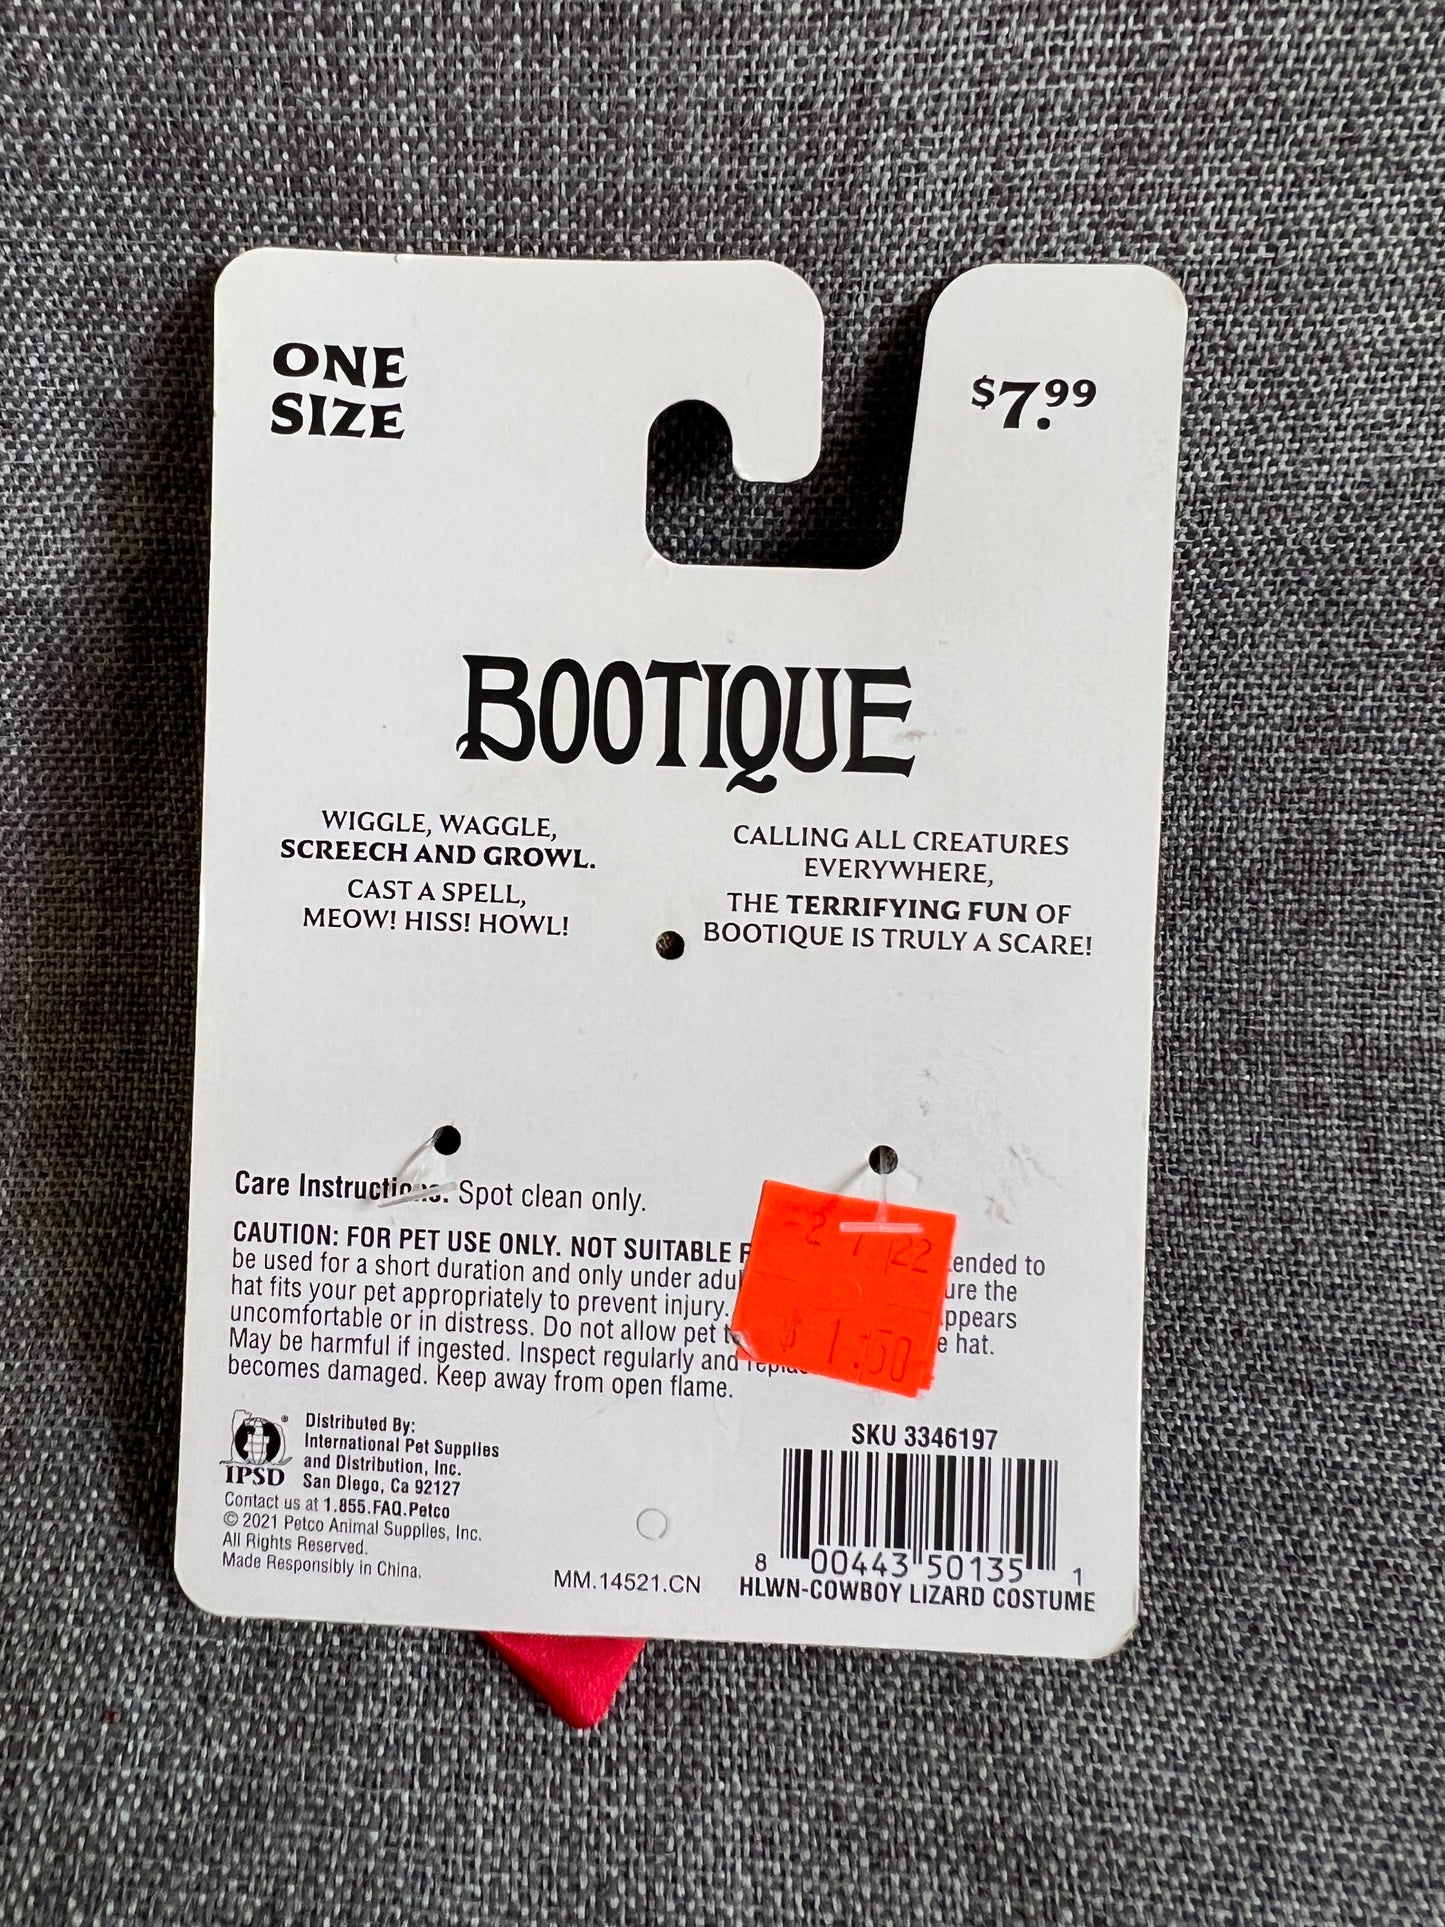 ONE
SIZE
$7.99
BOOTIQUE
WIGGLE, WAGGLE,
SCREECH AND GROWL.
CAST A SPELL,
MEOW! HISS! HOWL!
CALLING ALL CREATURES
EVERYWHERE,
THE TERRIFYING FUN OF
BOOTIQUE IS TRULY A SCARE!
Care Instructions: Spot clean only.
CAUTION: FOR PET USE ONLY. NOT SUITABLE to
be used for a short duration and only under the
hat fits your pet appropriately to prevent injury.
uncomfortable or in distress. Do not allow pet hat.
May be harmful if ingested. Inspect regularly and
becomes damaged. Keep away from open flame.
$1.50
IPSD
®
Distributed By:
International Pet Supplies
and Distribution, Inc.
San Diego, Ca 92127
Contact us at 1.855.FAQ.Petco
© 2021 Petco Animal Supplies, Inc.
All Rights Reserved.
Made Responsibly in China.
MM.14521.CN
SKU 3346197
8 00443 50135 1
HLWN-COWBOY LIZARD COSTUME